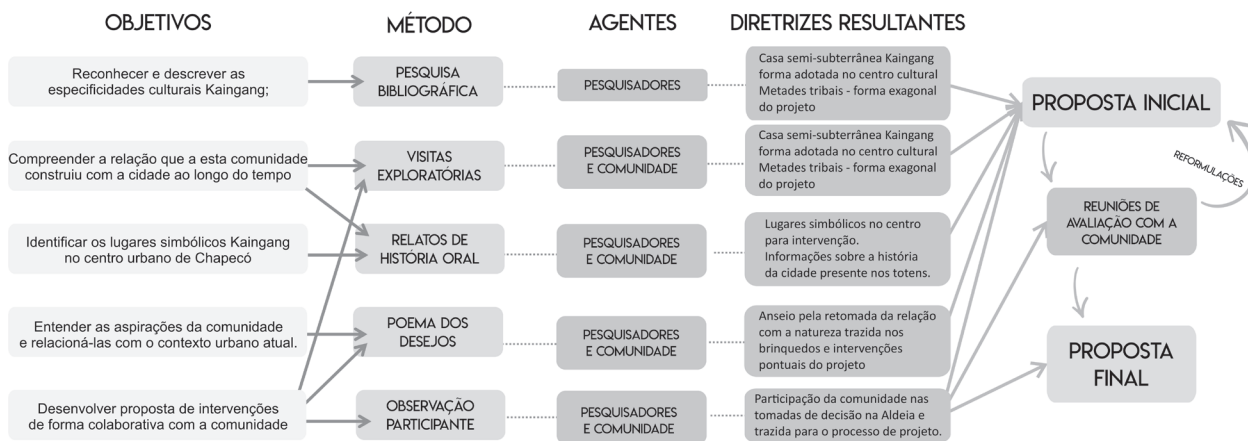 OBJETIVOS
MÉTODO
AGENTES
DIRETRIZES RESULTANTES
Reconhecer e descrever as
especificidades culturais Kaingang;
PESQUISA
BIBLIOGRÁFICA
PESQUISADORES
Casa semi-subterrânea Kaingang
forma adotada no centro cultural
Metades tribais - forma exagonal
do projeto
Compreender a relação que a esta comunidade
construiu com a cidade ao longo do tempo
VISITAS
EXPLORATÓRIAS
PESQUISADORES
E COMUNIDADE
Casa semi-subterrânea Kaingang
forma adotada no centro cultural
Metades tribais - forma exagonal
do projeto
Identificar os lugares simbólicos Kaingang
no centro urbano de Chapecó
RELATOS DE
HISTÓRIA ORAL
PESQUISADORES
E COMUNIDADE
Lugares simbólicos no centro
para intervenção.
Informações sobre a história
da cidade presente nos totens.
Entender as aspirações da comunidade
e relacioná-las com o contexto urbano atual.
POEMA DOS
DESEJOS
PESQUISADORES
E COMUNIDADE
Anseio pela retomada da relação
com a natureza trazida nos
brinquedos e intervenções
pontuais do projeto
Desenvolver proposta de intervenções
de forma colaborativa com a comunidade
OBSERVAÇÃO
PARTICIPANTE
PESQUISADORES
E COMUNIDADE
Participação da comunidade nas
tomadas de decisão na Aldeia e
trazida para o processo de projeto.
PROPOSTA INICIAL
REFORMULAÇÕES
REUNIÕES DE
AVALIAÇÃO COM A
COMUNIDADE
PROPOSTA
FINAL